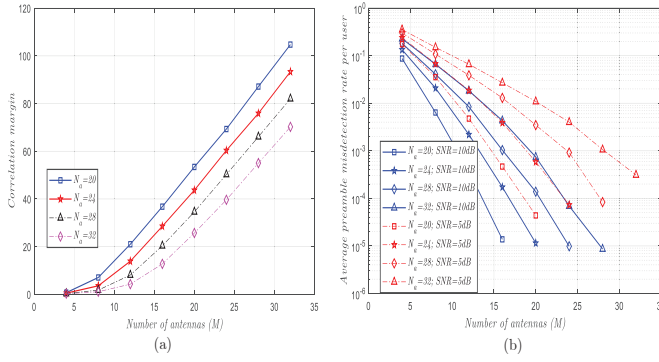 120
100
80
60
40
20
0
0
5
10
15
20
25
30
35
Correlation margin
Number of antennas (M)
N_a=20
N_a=24
N_a=28
N_a=32
(a)
10^0
10^-1
10^-2
10^-3
10^-4
10^-5
10^-6
0
5
10
15
20
25
30
35
Average preamble misdetection rate per user
Number of antennas (M)
N_a=20; SNR=10dB
N_a=24; SNR=10dB
N_a=28; SNR=10dB
N_a=32; SNR=10dB
N_a=20; SNR=5dB
N_a=24; SNR=5dB
N_a=28; SNR=5dB
N_a=32; SNR=5dB
(b)